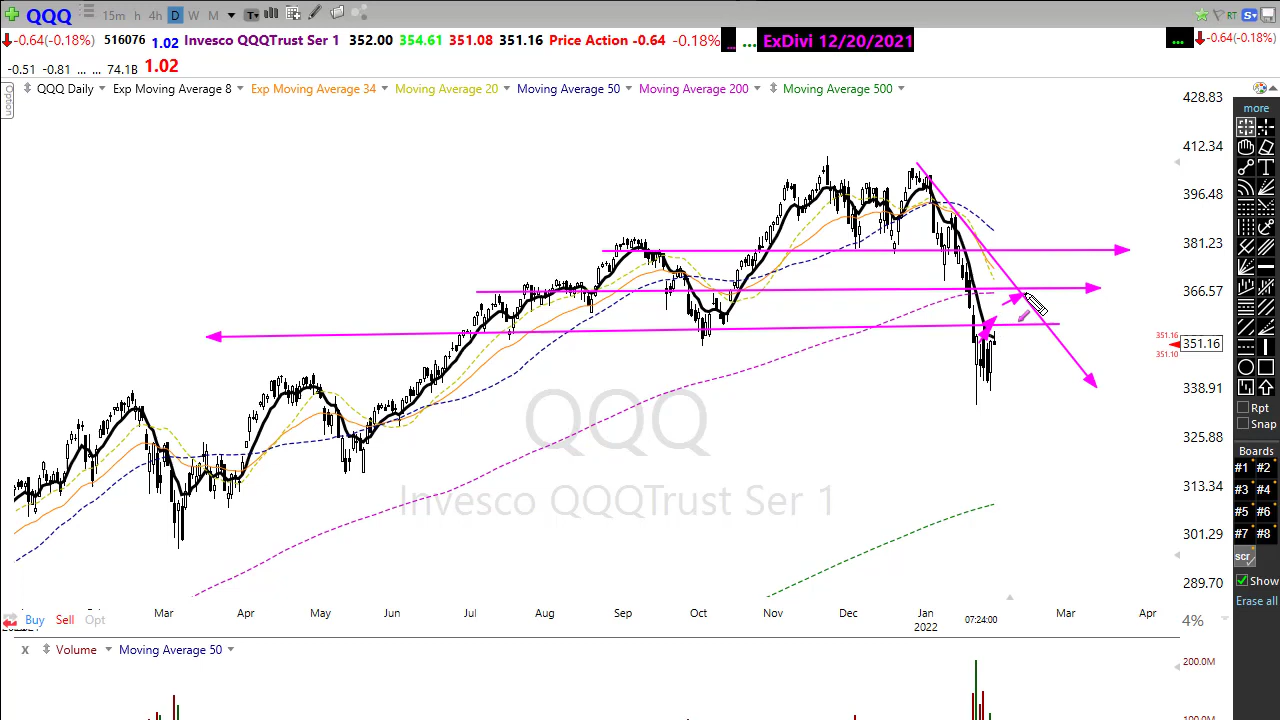 QQQ 15m h 4h D W M T RT S
-0.64(-0.18%) 516076 1.02 Invesco QQQTrust Ser 1 352.00 354.61 351.08 351.16 Price Action -0.64 -0.18% ... ... ExDivi 12/20/2021 ... -0.64(-0.18%)
-0.51 -0.81 ... ... 74.1B 1.02
Option
QQQ Daily Exp Moving Average 8 Exp Moving Average 34 Moving Average 20 Moving Average 50 Moving Average 200 Moving Average 500
428.83
412.34
396.48
381.23
366.57
351.16
351.16
351.10
338.91
325.88
313.34
301.29
289.70
QQQ
Invesco QQQTrust Ser 1
Mar Apr May Jun Jul Aug Sep Oct Nov Dec Jan Mar Apr
2022 07:24:00
Buy Sell Opt
4%
x Volume Moving Average 50
200.0M
100.0M
more
T
Rpt
Snap
Boards
#1 #2
#3 #4
#5 #6
#7 #8
scr
Show
Erase all